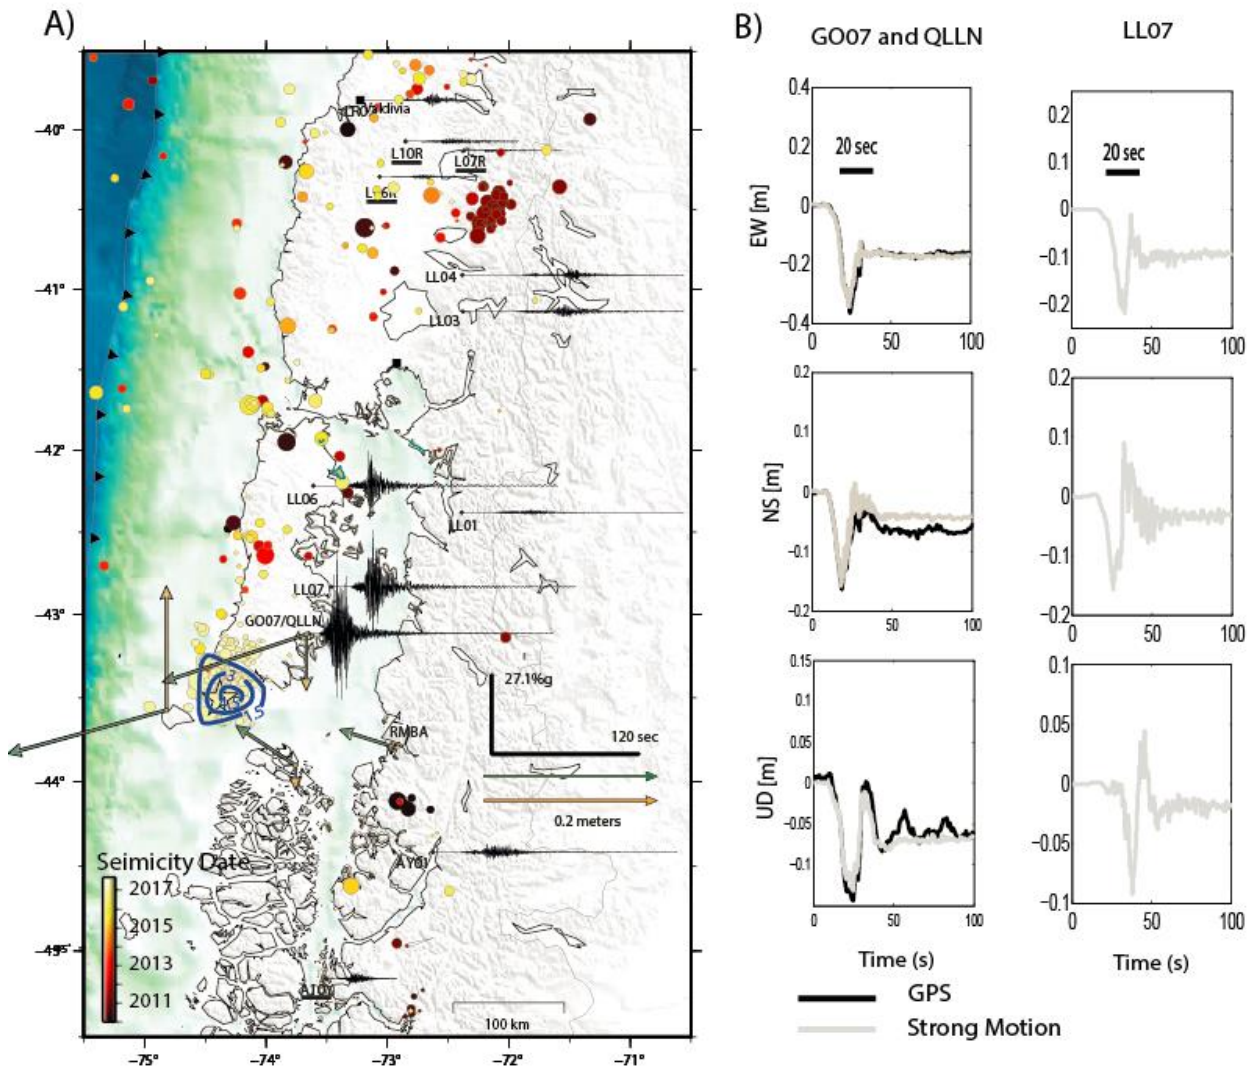 A)
B)
GO07 and QLLN
LL07
Valdivia
L10R
L07R
LL04
LL03
LL06
LL01
LL07
GO07/QLLN
27.1%g
120 sec
RMBA
0.2 meters
AY01
100 km
Seimicity Date
2017
2015
2013
2011
−40°
−41°
−42°
−43°
−44°
−75°
−74°
−73°
−72°
−71°
3
5
EW [m]
0.4
0.2
0
−0.2
0.4
20 sec
0 50 100
0.2
0.1
0
−0.1
−0.2
20 sec
0 50 100
NS [m]
0.2
0.1
0
−0.1
−0.2
0 50 100
0.2
0.1
0
−0.1
−0.2
0 50 100
UD [m]
0.15
0.1
0.05
0
−0.05
−0.1
0 50 100
0.1
0.05
0
−0.05
−0.1
0 50 100
Time (s)
Time (s)
GPS
Strong Motion